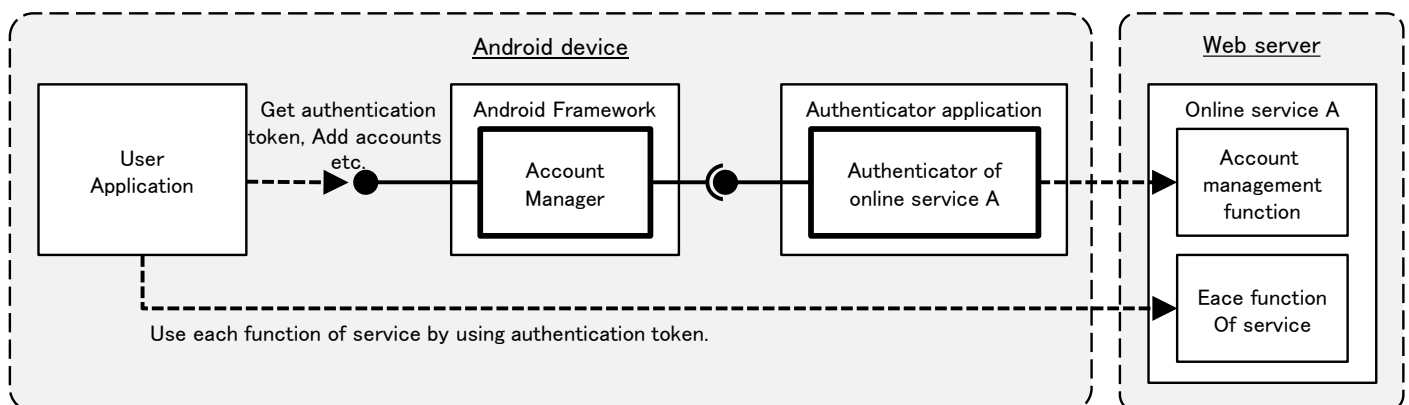 Android device
Web server
User
Application
Get authentication
token, Add accounts
etc.
Android Framework
Account
Manager
Authenticator application
Authenticator of
online service A
Online service A
Account
management
function
Eace function
Of service
Use each function of service by using authentication token.